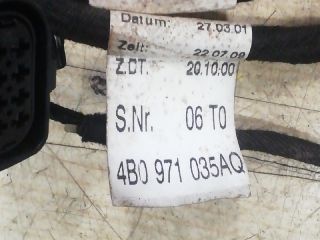 Datum: 27.03.01
Zeit: 22.07.09
Z.DT. 20.10.00
S.Nr. 06 T0
4B0 971 035AQ